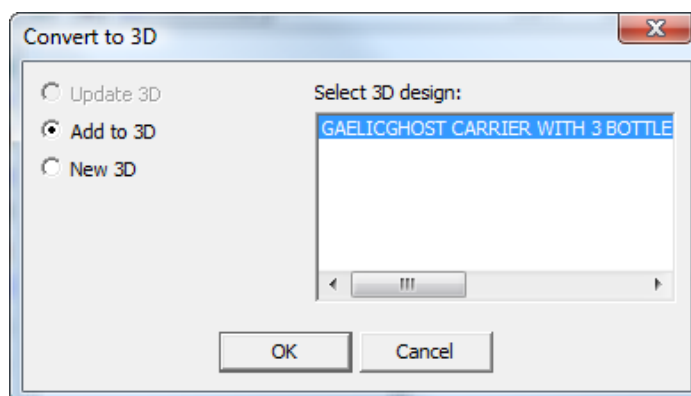 Convert to 3D
Update 3D
Add to 3D
New 3D
Select 3D design:
GAELICGHOST CARRIER WITH 3 BOTTLE
OK
Cancel